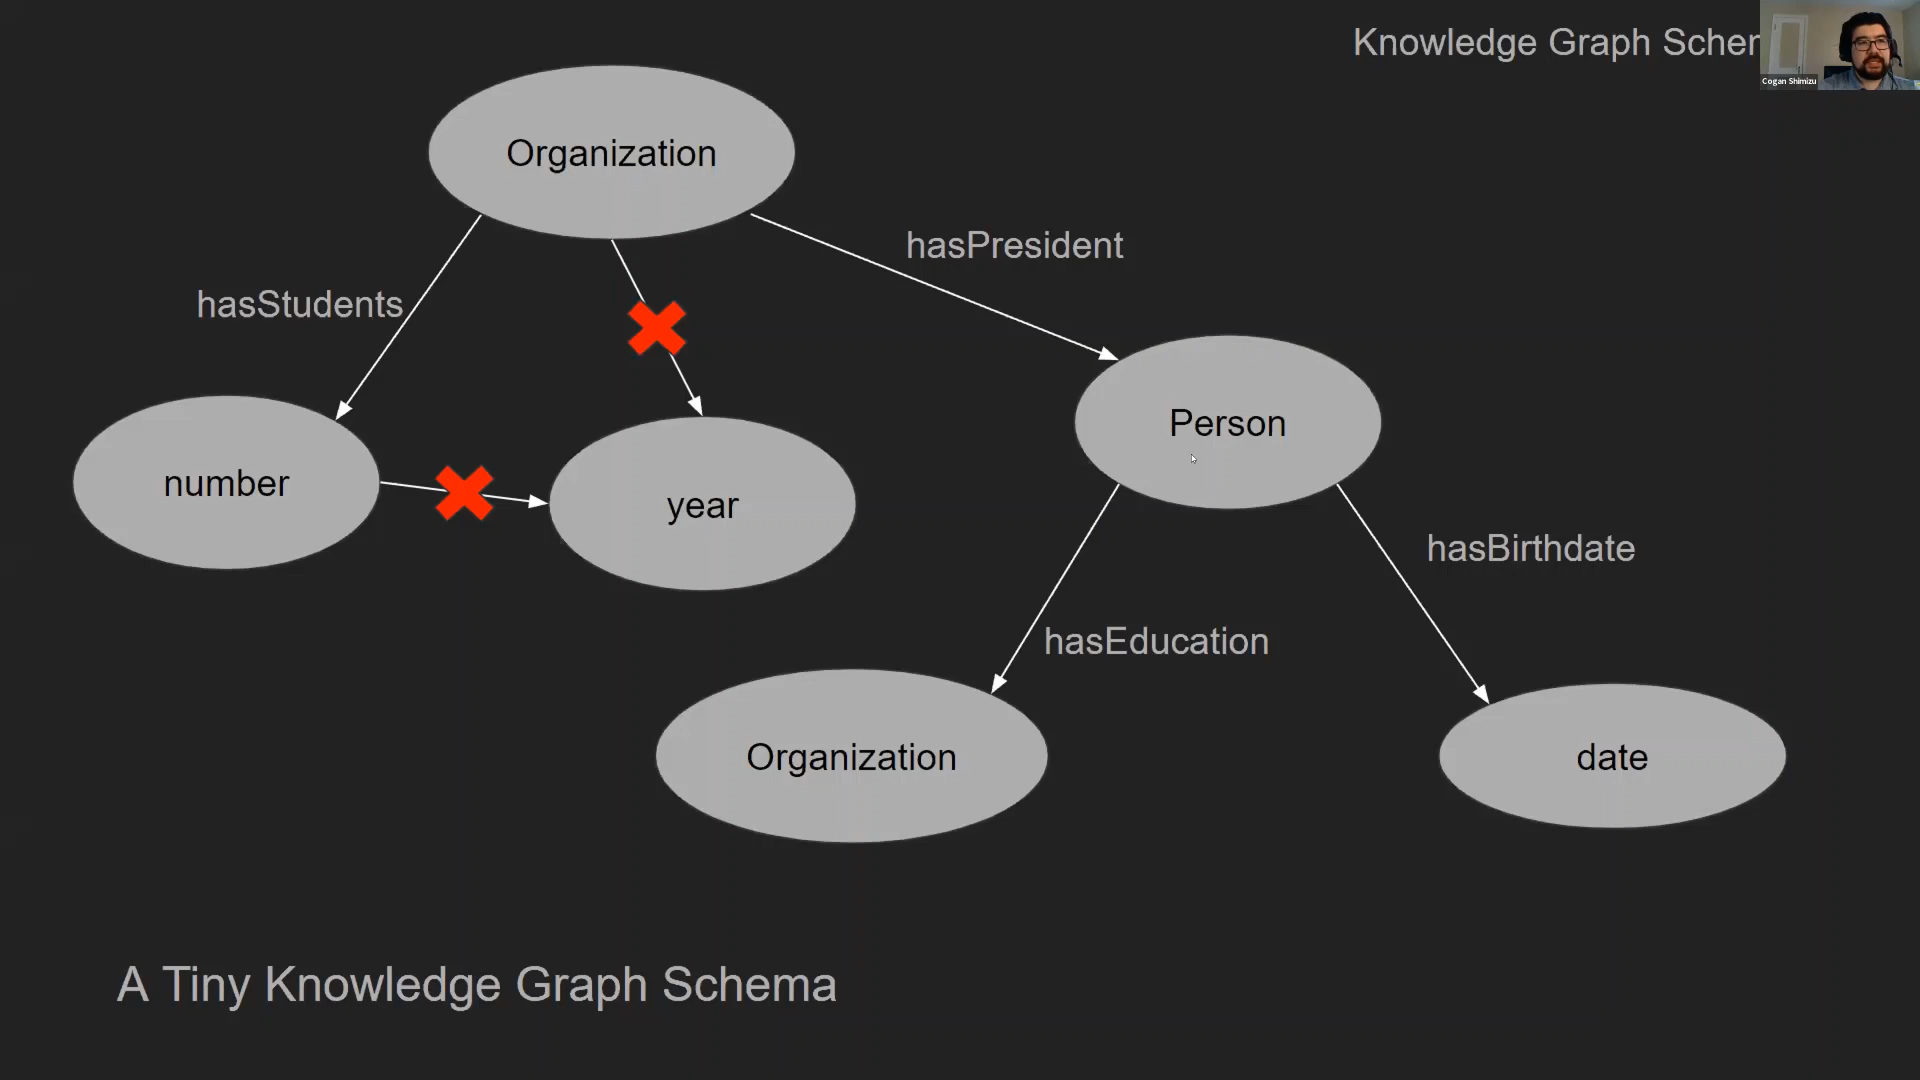 Knowledge Graph Schem
Cogan Shimizu
Organization
hasPresident
hasStudents
Person
number
year
hasBirthdate
hasEducation
Organization
date
A Tiny Knowledge Graph Schema